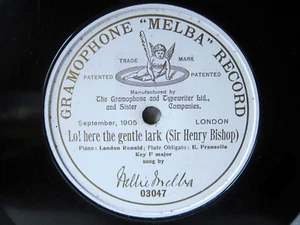 GRAMOPHONE "MELBA" RECORD
TRADE MARK
PATENTED PATENTED
Manufactured by
The Gramophone and Typewriter Ltd.,
and Sister Companies.
September, 1905 LONDON
Lo! here the gentle lark (Sir Henry Bishop)
Piano: Landon Ronald; Flute Obligato: E. Fransella
Key F major
sung by
Nellie Melba
03047